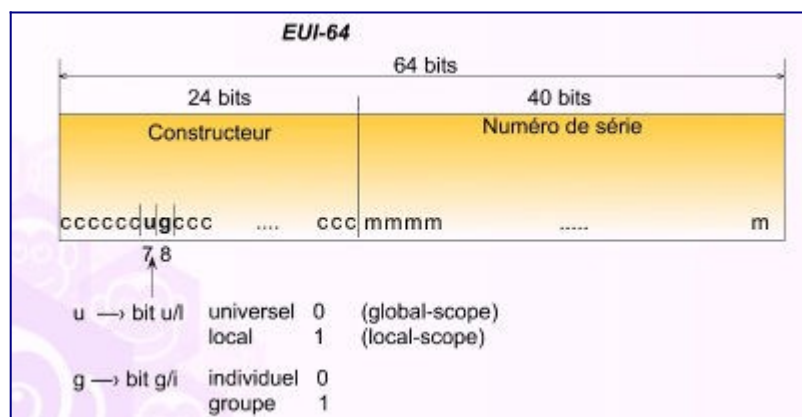 EUI-64
64 bits
24 bits 40 bits
Constructeur Numéro de série
ccccccugccc .... ccc mmmm ..... m
7 8
u → bit u/l universel 0 (global-scope)
local 1 (local-scope)
g → bit g/i individuel 0
groupe 1